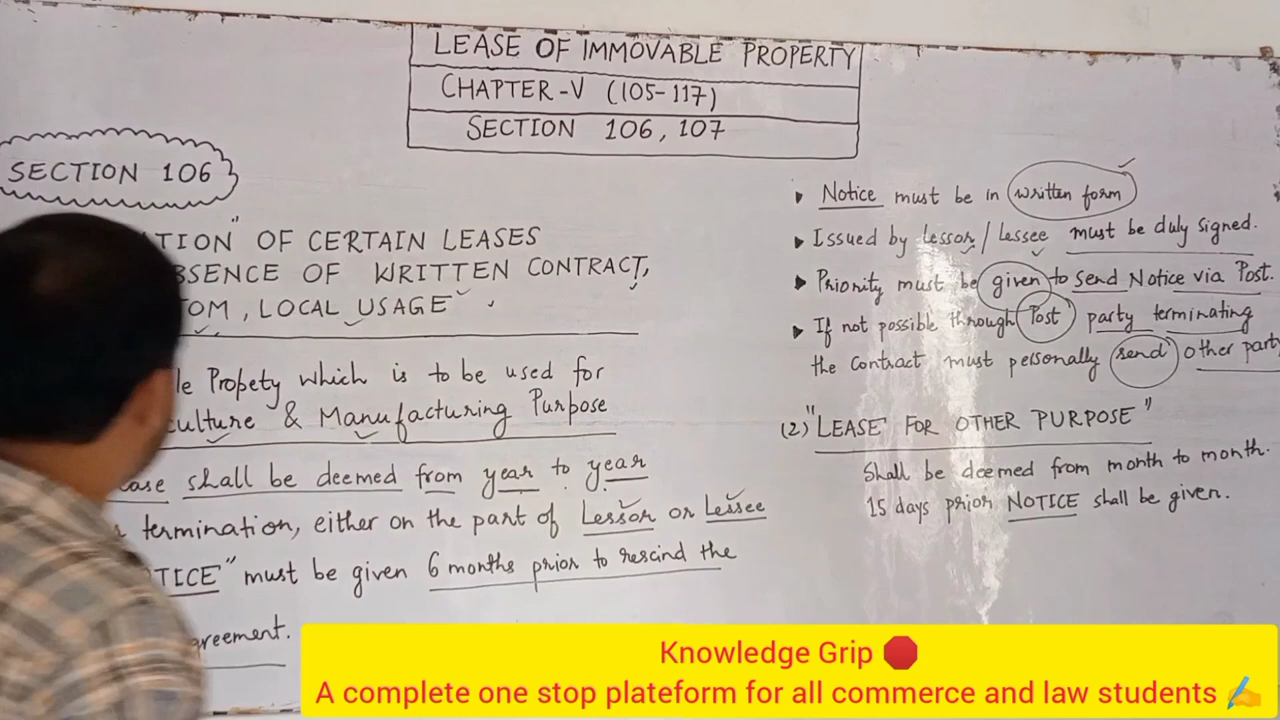 LEASE OF IMMOVABLE PROPERTY
CHAPTER-V (105-117)
SECTION 106, 107
SECTION 106
TION" OF CERTAIN LEASES
BSENCE OF WRITTEN CONTRACT,
TOM, LOCAL USAGE
le Propety which is to be used for
culture & Manufacturing Purpose
ease shall be deemed from year to year
termination, either on the part of Lessor or Lessee
TICE" must be given 6 months prior to rescind the
greement.
Notice must be in written form
Issued by Lessor/Lessee must be duly signed.
Priority must be given to send Notice via Post.
If not possible through Post party terminating
the contract must personally send other party
(2) "LEASE FOR OTHER PURPOSE"
Shall be deemed from month to month.
15 days prior NOTICE shall be given.
Knowledge Grip 🛑
A complete one stop plateform for all commerce and law students ✍️